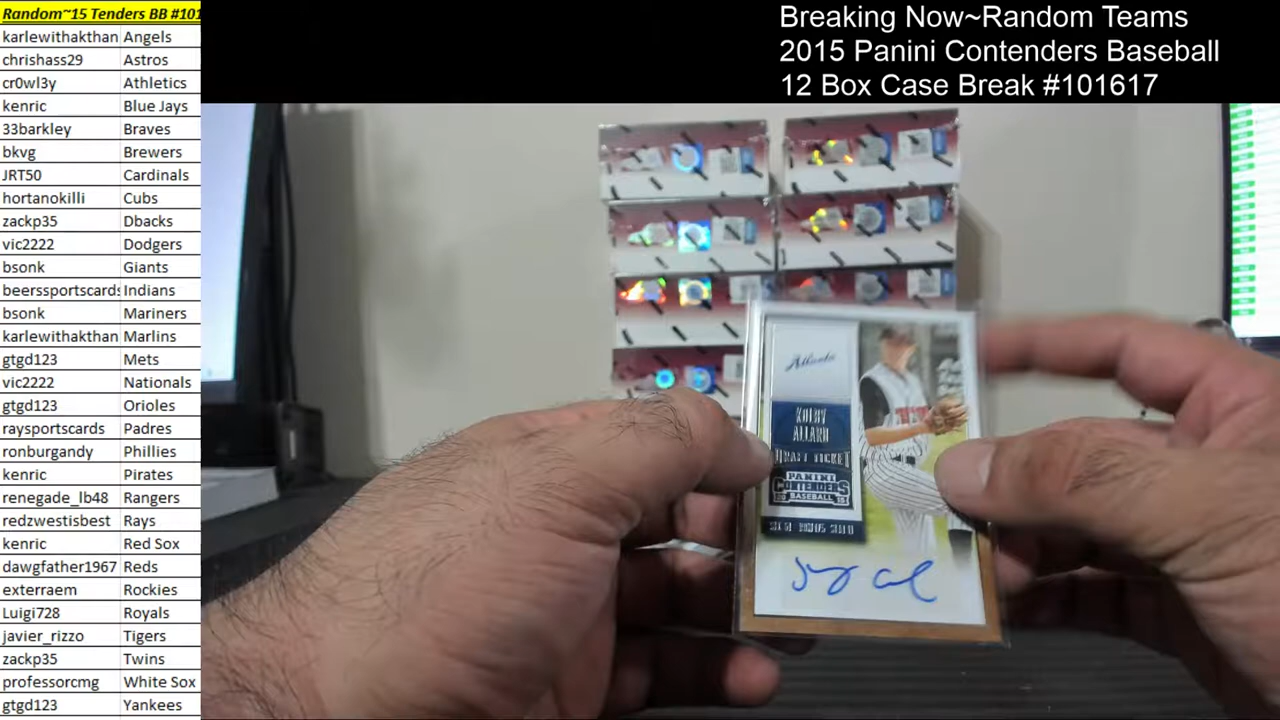 Random~15 Tenders BB #101
karlewithakthan Angels
chrishass29 Astros
cr0wl3y Athletics
kenric Blue Jays
33barkley Braves
bkvg Brewers
JRT50 Cardinals
hortanokilli Cubs
zackp35 Dbacks
vic2222 Dodgers
bsonk Giants
beerssportscards Indians
bsonk Mariners
karlewithakthan Marlins
gtgd123 Mets
vic2222 Nationals
gtgd123 Orioles
raysportscards Padres
ronburgandy Phillies
kenric Pirates
renegade_lb48 Rangers
redzwestisbest Rays
kenric Red Sox
dawgfather1967 Reds
exterraem Rockies
Luigi728 Royals
javier_rizzo Tigers
zackp35 Twins
professorcmg White Sox
gtgd123 Yankees
Breaking Now~Random Teams
2015 Panini Contenders Baseball
12 Box Case Break #101617
Atlanta
KOLBY
ALLARD
DRAFT TICKET
PANINI
CONTENDERS
20 BASEBALL 15